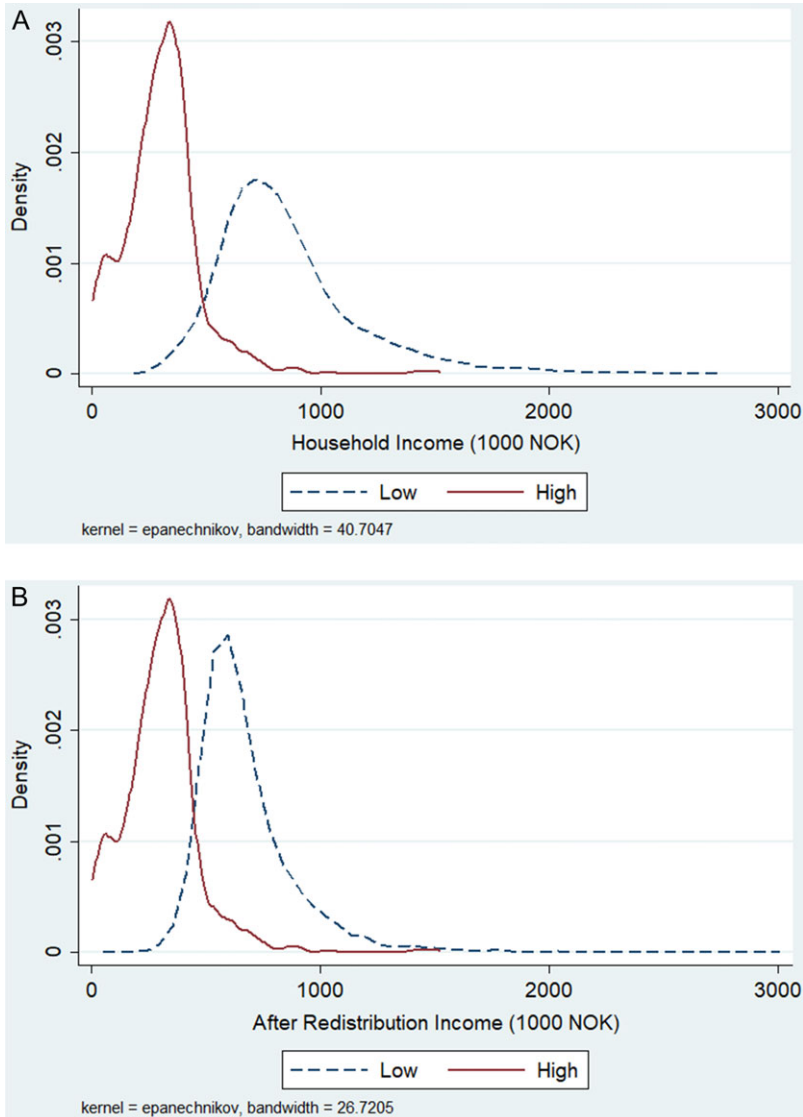 A
.003
.002
.001
0
Density
0 1000 2000 3000
Household Income (1000 NOK)
Low High
kernel = epanechnikov, bandwidth = 40.7047
B
.003
.002
.001
0
Density
0 1000 2000 3000
After Redistribution Income (1000 NOK)
Low High
kernel = epanechnikov, bandwidth = 26.7205